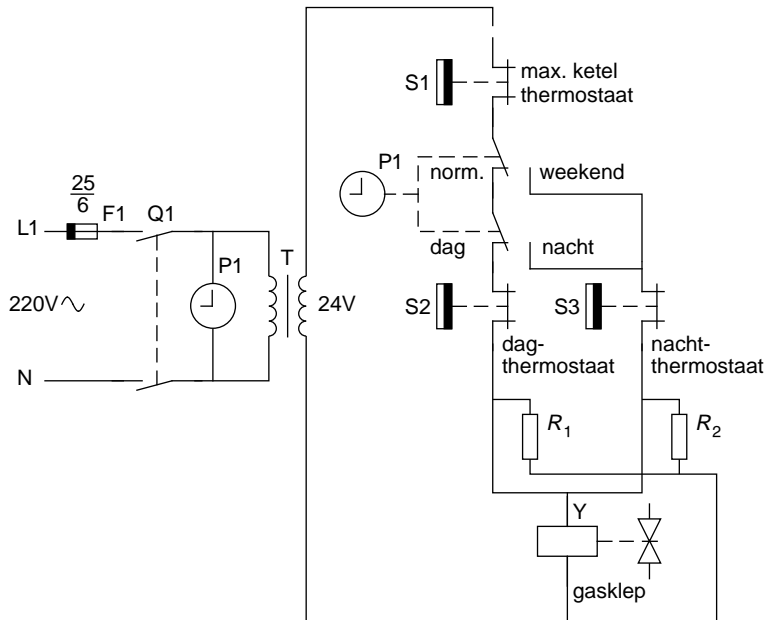 S1
max. ketel
thermostaat
P1
norm.
weekend
25
6
F1
Q1
L1
P1
T
dag
nacht
220V~
24V
S2
S3
N
dag-
thermostaat
nacht-
thermostaat
R1
R2
Y
gasklep